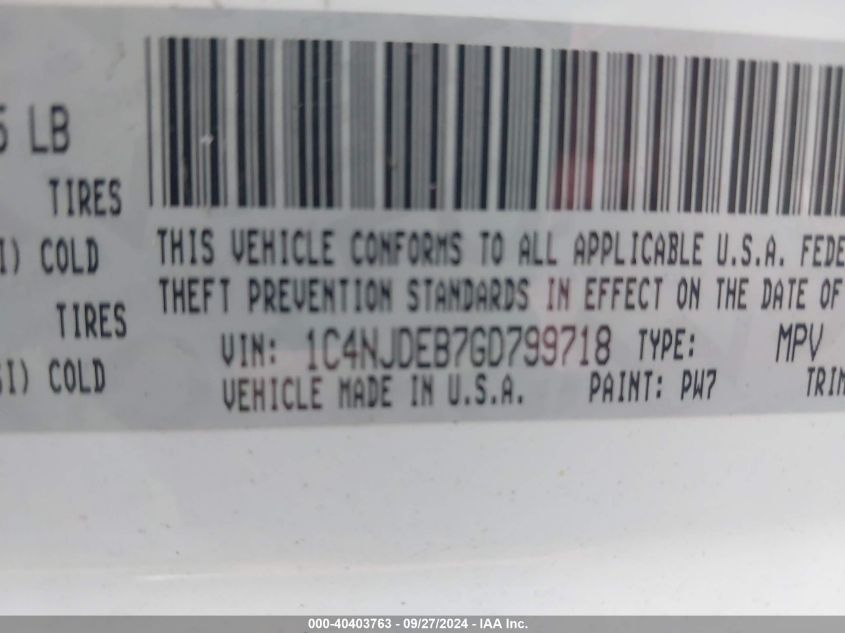 5 LB
TIRES
I) COLD
TIRES
SI) COLD
THIS VEHICLE CONFORMS TO ALL APPLICABLE U.S.A. FEDE
THEFT PREVENTION STANDARDS IN EFFECT ON THE DATE OF
VIN: 1C4NJDEB7GD799718 TYPE: MPV
VEHICLE MADE IN U.S.A. PAINT: PW7 TRIM
000-40403763 - 09/27/2024 - IAA Inc.